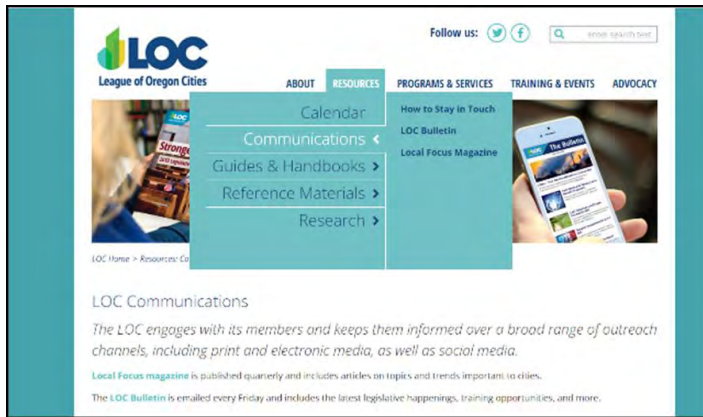 Follow us:
enter search text
LOC
League of Oregon Cities
ABOUT RESOURCES PROGRAMS & SERVICES TRAINING & EVENTS ADVOCACY
Calendar
Communications
Guides & Handbooks
Reference Materials
Research
How to Stay in Touch
LOC Bulletin
Local Focus Magazine
LOC
Stronge
The Bulletin
LOC Home > Resources: Co
LOC Communications
The LOC engages with its members and keeps them informed over a broad range of outreach
channels, including print and electronic media, as well as social media.
Local Focus magazine is published quarterly and includes articles on topics and trends important to cities.
The LOC Bulletin is emailed every Friday and includes the latest legislative happenings, training opportunities, and more.